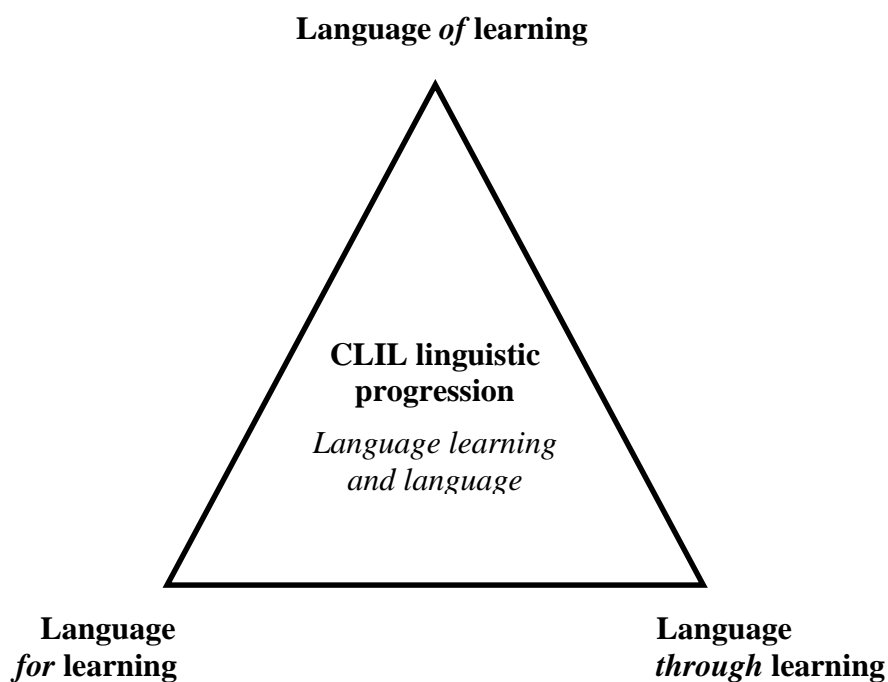 Language of learning
CLIL linguistic
progression
Language learning
and language
Language
for learning
Language
through learning